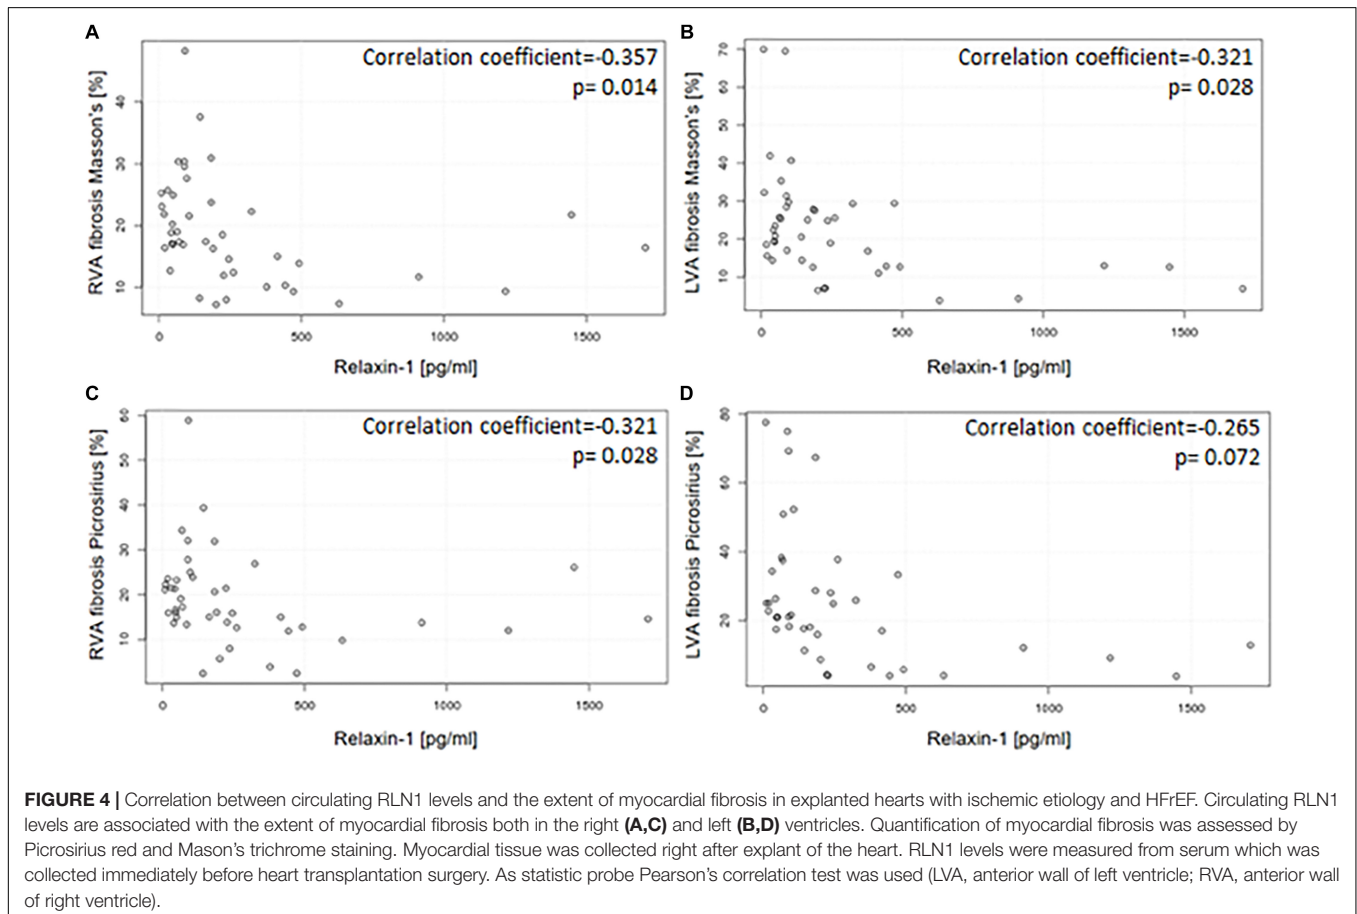 A
Correlation coefficient=-0.357
p= 0.014
RVA fibrosis Masson's [%]
40
30
20
10
0
500
1000
1500
Relaxin-1 [pg/ml]
B
Correlation coefficient=-0.321
p= 0.028
LVA fibrosis Masson's [%]
70
60
50
40
30
20
10
0
500
1000
1500
Relaxin-1 [pg/ml]
C
Correlation coefficient=-0.321
p= 0.028
RVA fibrosis Picrosirius [%]
60
50
40
30
20
10
0
500
1000
1500
Relaxin-1 [pg/ml]
D
Correlation coefficient=-0.265
p= 0.072
LVA fibrosis Picrosirius [%]
80
60
40
20
0
500
1000
1500
Relaxin-1 [pg/ml]
FIGURE 4 | Correlation between circulating RLN1 levels and the extent of myocardial fibrosis in explanted hearts with ischemic etiology and HFrEF. Circulating RLN1
levels are associated with the extent of myocardial fibrosis both in the right (A,C) and left (B,D) ventricles. Quantification of myocardial fibrosis was assessed by
Picrosirius red and Mason's trichrome staining. Myocardial tissue was collected right after explant of the heart. RLN1 levels were measured from serum which was
collected immediately before heart transplantation surgery. As statistic probe Pearson's correlation test was used (LVA, anterior wall of left ventricle; RVA, anterior wall
of right ventricle).